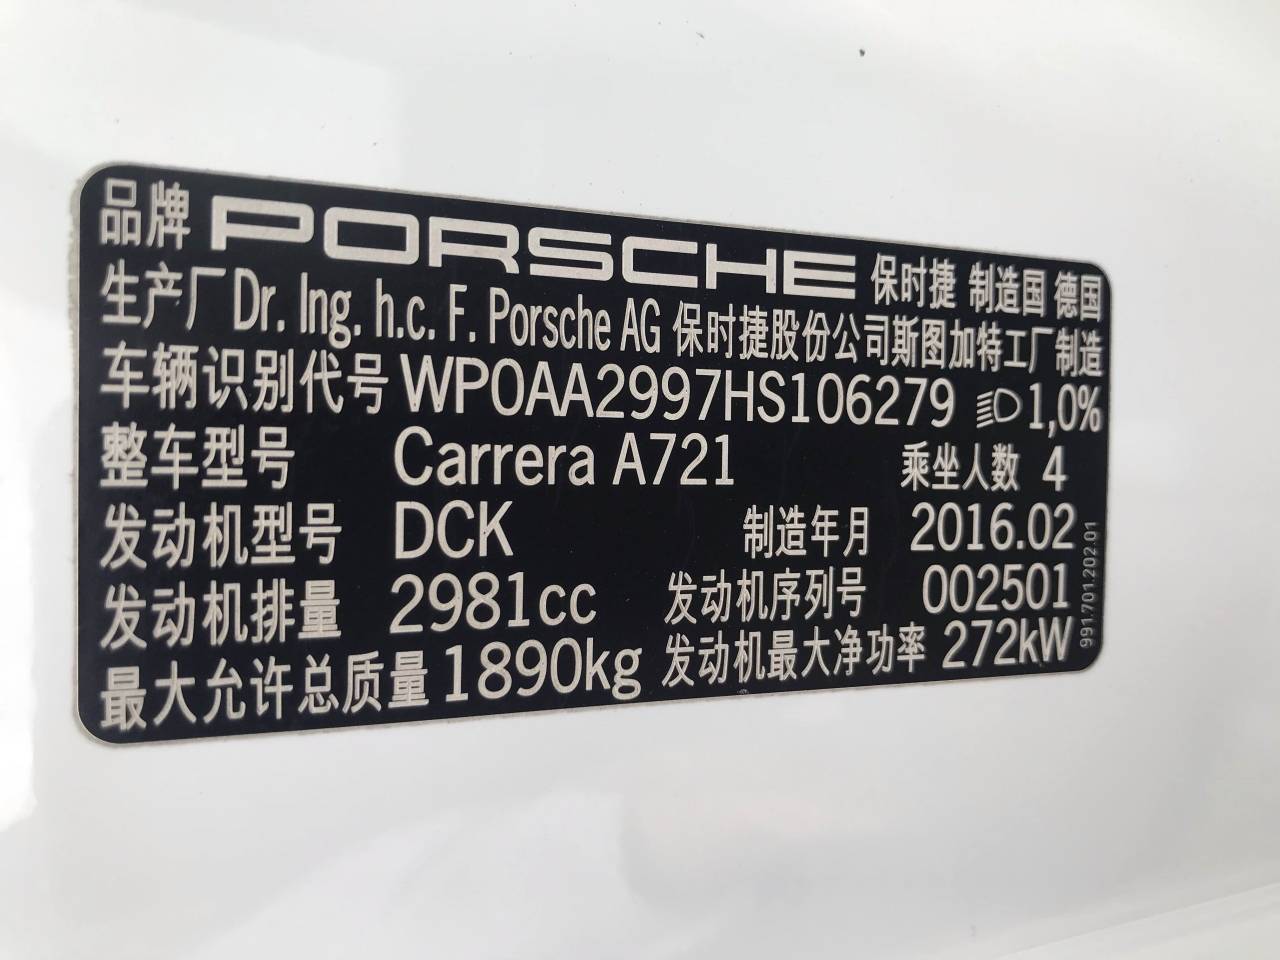 品牌 PORSCHE 保时捷 制造国 德国
生产厂Dr. Ing. h.c. F. Porsche AG 保时捷股份公司斯图加特工厂制造
车辆识别代号 WP0AA2997HS106279 1,0%
整车型号 Carrera A721 乘坐人数 4
发动机型号 DCK 制造年月 2016.02
发动机排量 2981cc 发动机序列号 002501
最大允许总质量 1890kg 发动机最大净功率 272kW
991.701.202.01